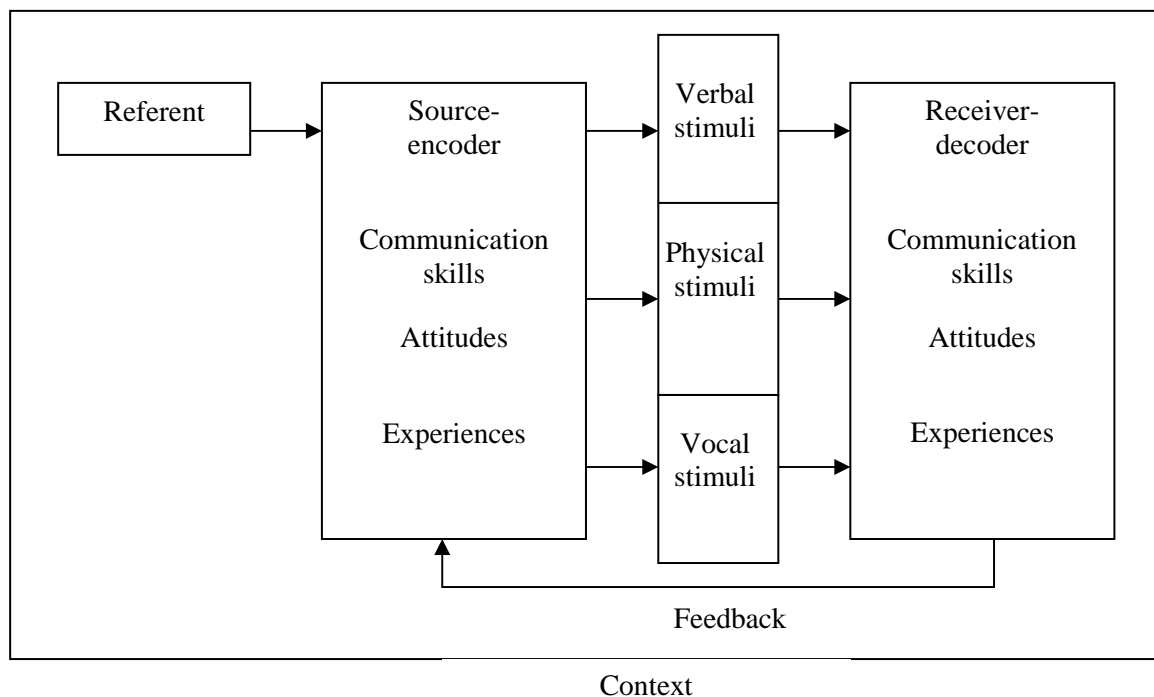 Referent
Source-
encoder
Communication
skills
Attitudes
Experiences
Verbal
stimuli
Physical
stimuli
Vocal
stimuli
Receiver-
decoder
Communication
skills
Attitudes
Experiences
Feedback
Context